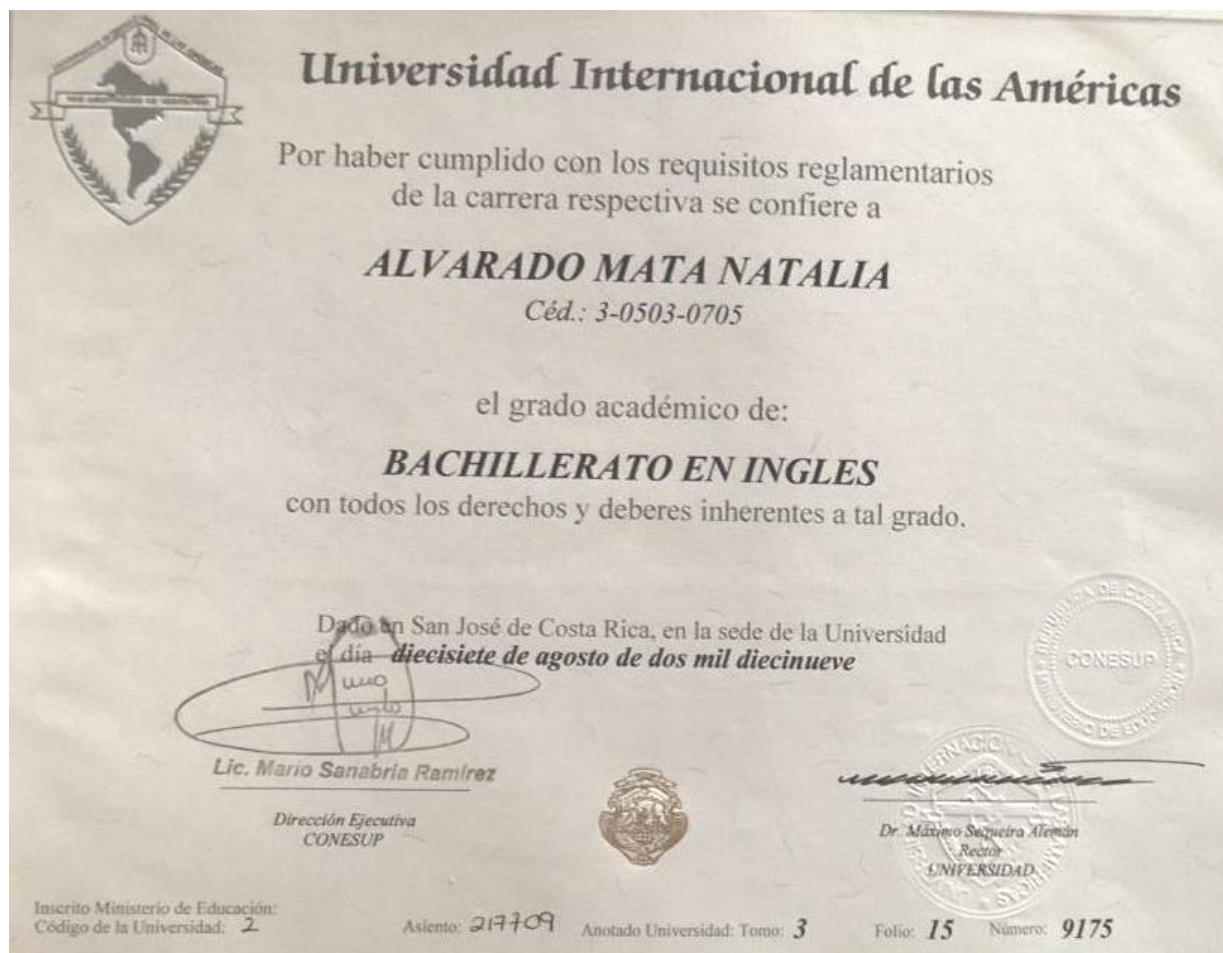 Universidad Internacional de las Américas
Por haber cumplido con los requisitos reglamentarios
de la carrera respectiva se confiere a
ALVARADO MATA NATALIA
Céd.: 3-0503-0705
el grado académico de:
BACHILLERATO EN INGLES
con todos los derechos y deberes inherentes a tal grado.
Dado en San José de Costa Rica, en la sede de la Universidad
el día diecisiete de agosto de dos mil diecinueve
CONESUP
Lic. Mario Sanabria Ramírez
Dirección Ejecutiva
CONESUP
Dr. Máximo Sequeira Alemán
Rector
UNIVERSIDAD
Inscrito Ministerio de Educación:
Código de la Universidad: 2
Asiento: 217709
Anotado Universidad: Tomo: 3
Folio: 15
Número: 9175